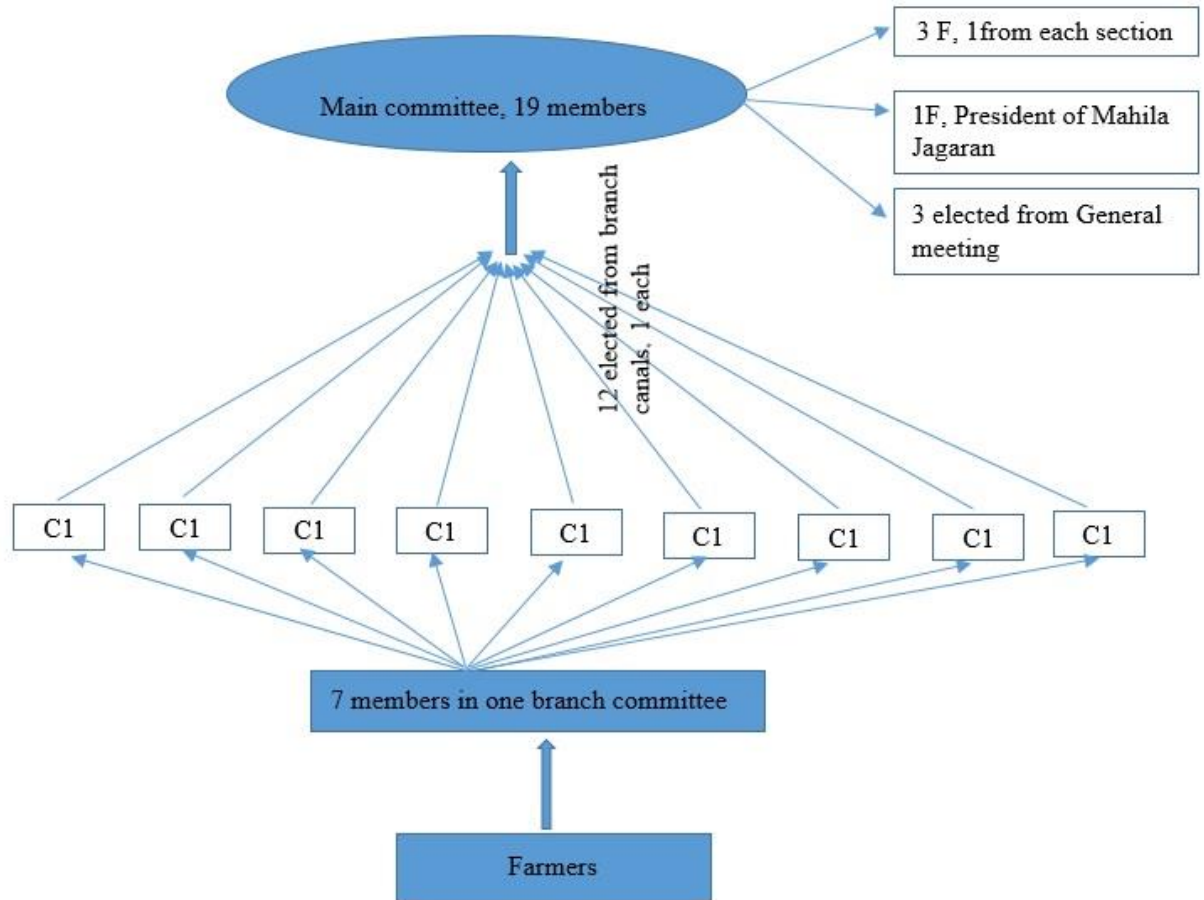 3 F, 1from each section
Main committee, 19 members
1F, President of Mahila
Jagaran
3 elected from General
meeting
12 elected from branch
canals, 1 each
C1
C1
C1
C1
C1
C1
C1
C1
C1
7 members in one branch committee
Farmers